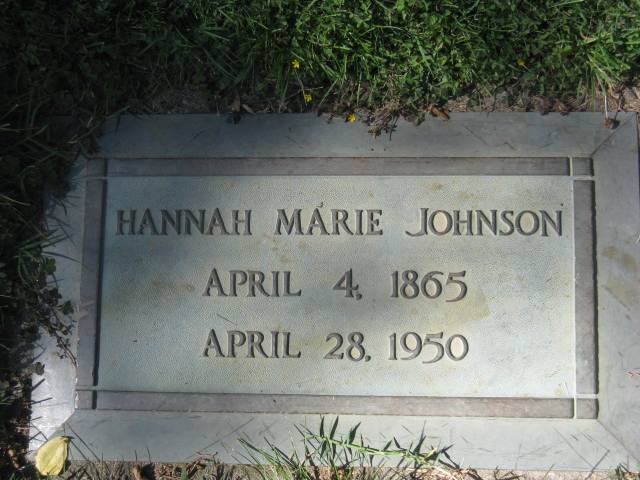 HANNAH MARIE JOHNSON
APRIL 4, 1865
APRIL 28, 1950